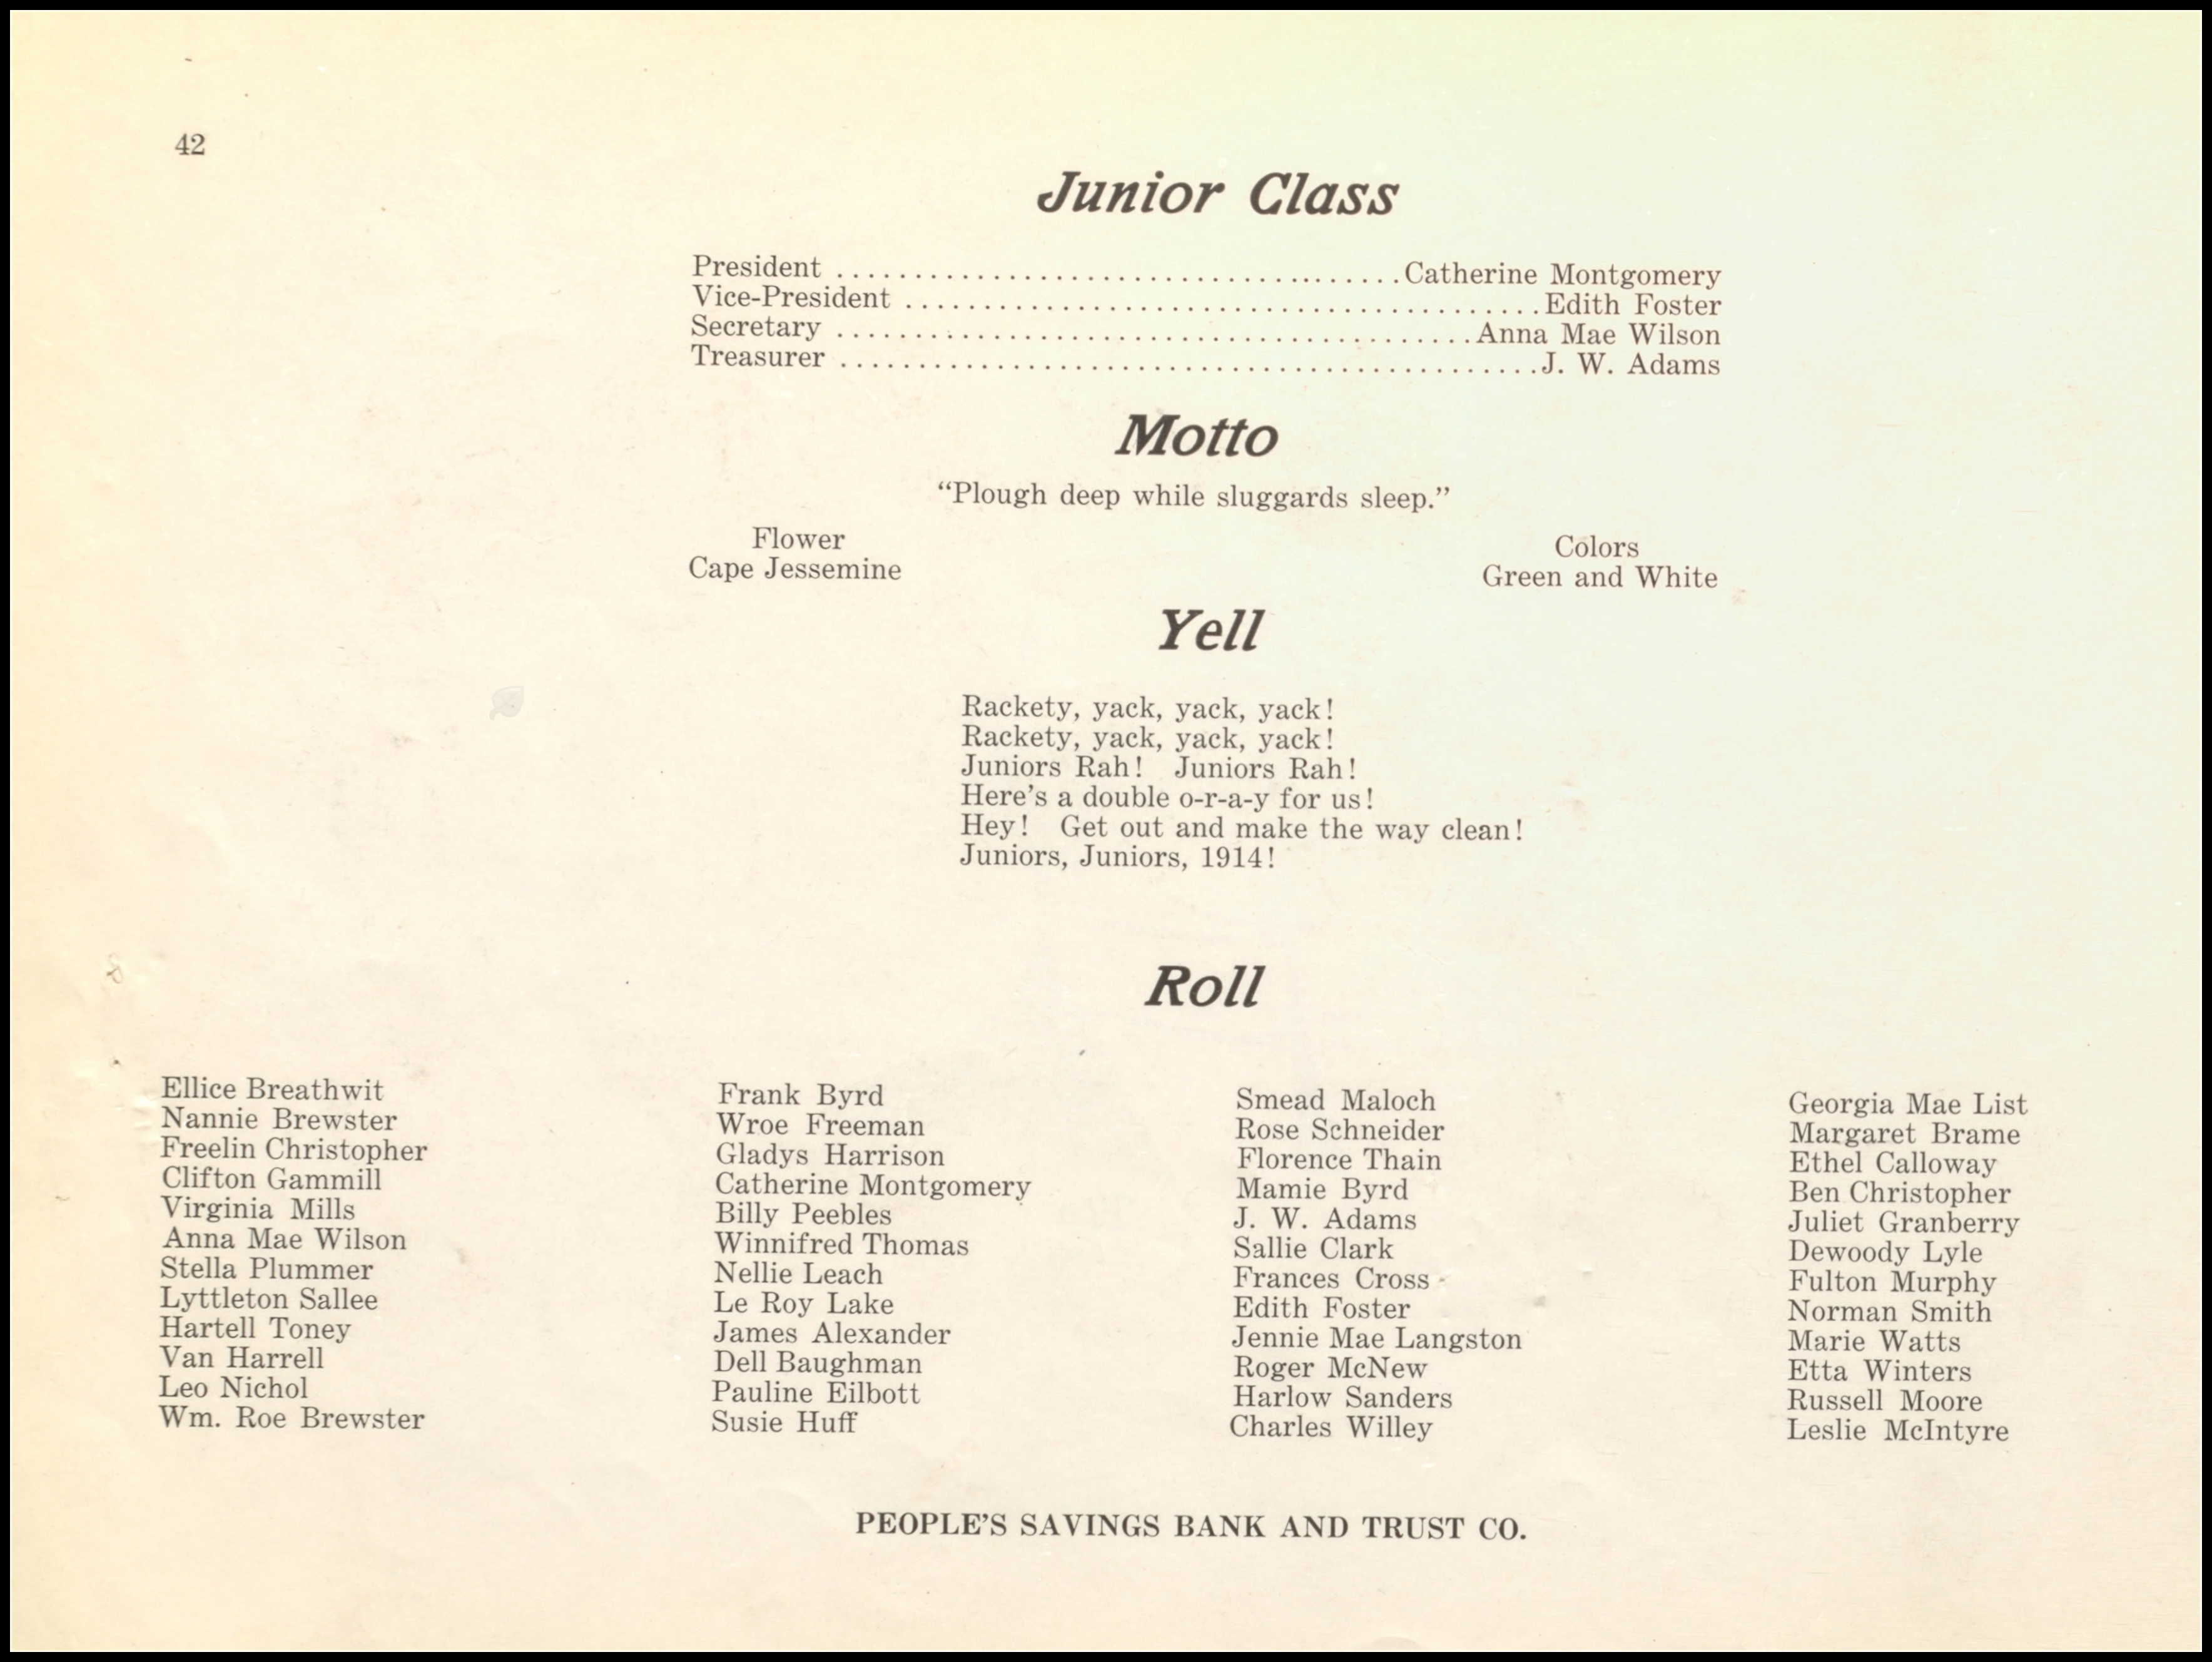 42
Junior Class
President ........................................Catherine Montgomery
Vice-President ........................................Edith Foster
Secretary ........................................Anna Mae Wilson
Treasurer ........................................J. W. Adams
Motto
“Plough deep while sluggards sleep.”
Flower
Cape Jessemine
Colors
Green and White
Yell
Rackety, yack, yack, yack!
Rackety, yack, yack, yack!
Juniors Rah! Juniors Rah!
Here's a double o-r-a-y for us!
Hey! Get out and make the way clean!
Juniors, Juniors, 1914!
Roll
Ellice Breathwit
Nannie Brewster
Freelin Christopher
Clifton Gammill
Virginia Mills
Anna Mae Wilson
Stella Plummer
Lyttleton Sallee
Hartell Toney
Van Harrell
Leo Nichol
Wm. Roe Brewster
Frank Byrd
Wroe Freeman
Gladys Harrison
Catherine Montgomery
Billy Peebles
Winnifred Thomas
Nellie Leach
Le Roy Lake
James Alexander
Dell Baughman
Pauline Eilbott
Susie Huff
Smead Maloch
Rose Schneider
Florence Thain
Mamie Byrd
J. W. Adams
Sallie Clark
Frances Cross
Edith Foster
Jennie Mae Langston
Roger McNew
Harlow Sanders
Charles Willey
Georgia Mae List
Margaret Brame
Ethel Calloway
Ben Christopher
Juliet Granberry
Dewoody Lyle
Fulton Murphy
Norman Smith
Marie Watts
Etta Winters
Russell Moore
Leslie McIntyre
PEOPLE'S SAVINGS BANK AND TRUST CO.